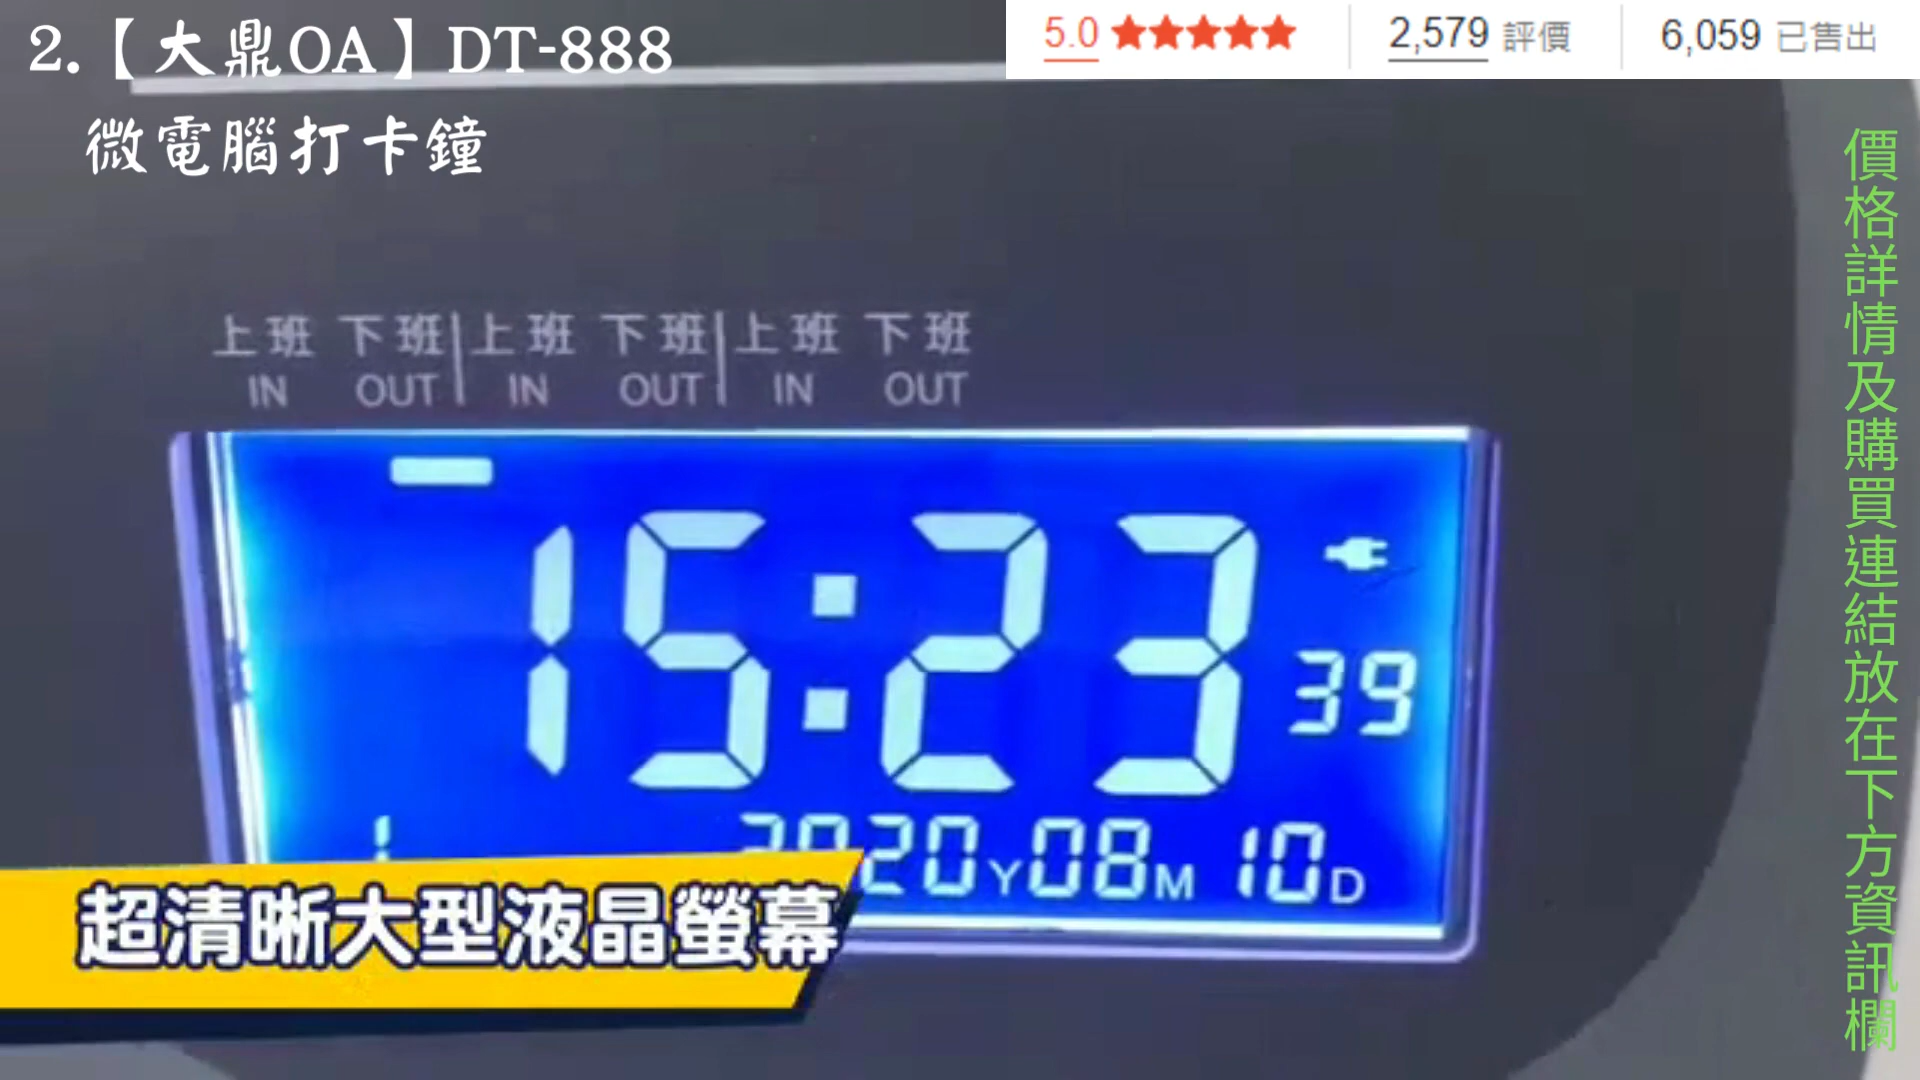 2.【大鼎OA】DT-888
微電腦打卡鐘
5.0 ★★★★★ 2,579 評價 6,059 已售出
價格詳情及購買連結放在下方資訊欄
上班 下班 上班 下班 上班 下班
IN OUT IN OUT IN OUT
15:23 39
1 2020Y08M 10D
超清晰大型液晶螢幕